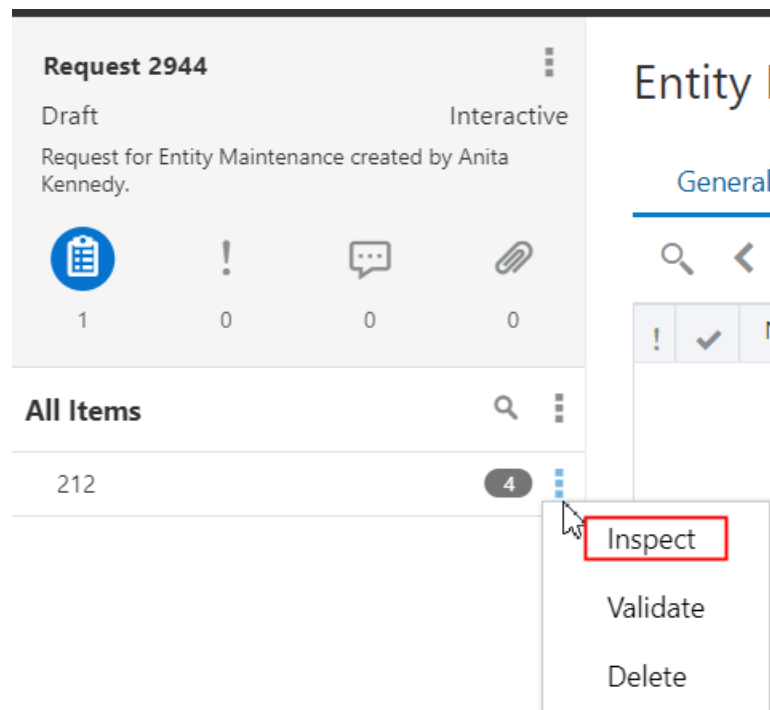 Request 2944
Draft Interactive
Request for Entity Maintenance created by Anita
Kennedy.
1 0 0 0
All Items
212 4
Inspect
Validate
Delete
Entity
General
!